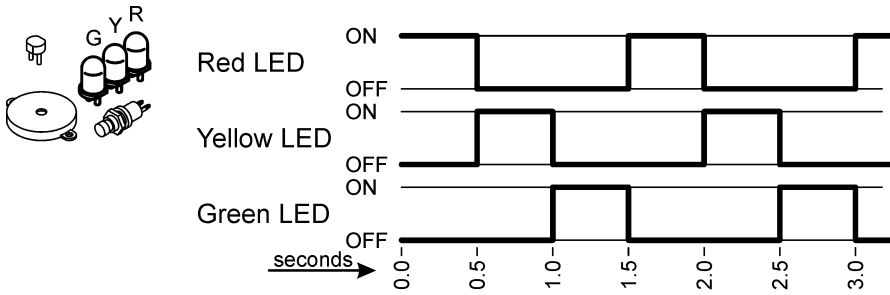 G Y R
Red LED
ON
OFF
Yellow LED
ON
OFF
Green LED
ON
OFF
seconds
0.0 0.5 1.0 1.5 2.0 2.5 3.0